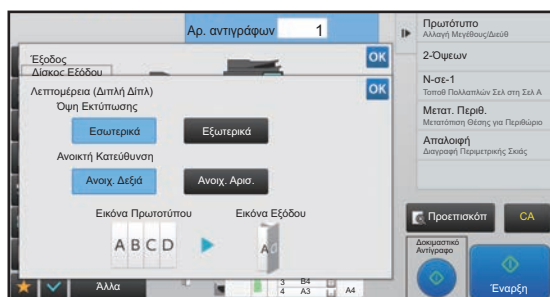 Αρ. αντιγράφων 1
Έξοδος
Δίσκος Εξόδου
OK
Λεπτομέρεια (Διπλή Δίπλ)
OK
Όψη Εκτύπωσης
Εσωτερικά
Εξωτερικά
Ανοικτή Κατεύθυνση
Ανοιχ. Δεξιά
Ανοιχ. Αρισ.
Εικόνα Πρωτοτύπου
Εικόνα Εξόδου
A B C D
A d
Άλλα
3 B4
4 A3
A4
Πρωτότυπο
Αλλαγή Μεγέθους/Διεύθ
2-Όψεων
N-σε-1
Τοποθ Πολλαπλών Σελ στη Σελ Α
Μετατ. Περιθ.
Μετατόπιση Θέσης για Περιθώριο
Απαλοιφή
Διαγραφή Περιμετρικής Σκιάς
Προεπισκόπ
CA
Δοκιμαστικό
Αντίγραφο
Έναρξη